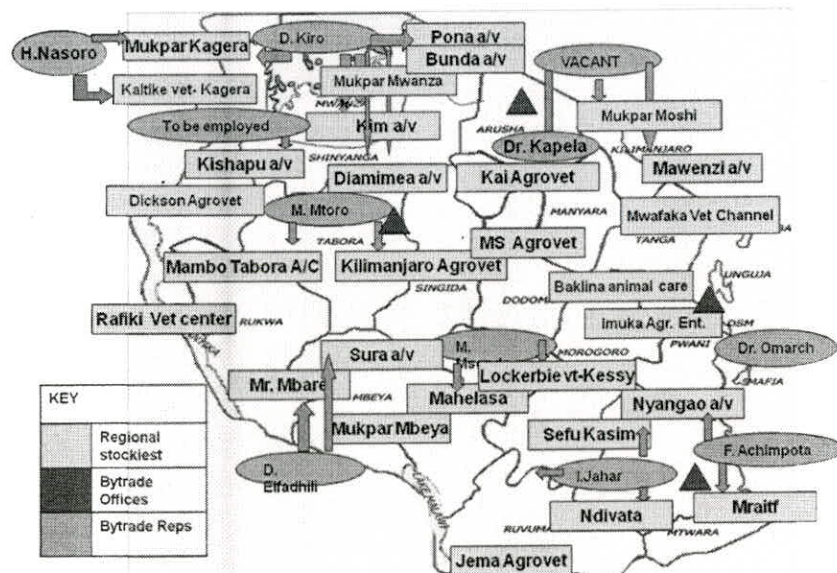 H.Nasoro
Mukpar Kagera
D. Kiro
Pona a/v
Bunda a/v
VACANT
Kaltike vet- Kagera
Mukpar Mwanza
Mukpar Moshi
ARUSHA
To be employed
Kim a/v
KILIMANJARO
SHINYANGA
Dr. Kapela
Kishapu a/v
Diamimea a/v
Kai Agrovet
Mawenzi a/v
Dickson Agrovet
M. Mtoro
MANYARA
Mwafaka Vet Channel
TABORA
MS Agrovet
TANGA
Mambo Tabora A/C
Kilimanjaro Agrovet
SINGIDA
UNGUJA
DODOM
Baklina animal care
Rafiki Vet center
RUKWA
Imuka Agr. Ent.
DSM
PWANI
Sura a/v
M.
MOROGORO
Dr. Omarch
Mr. Mbare
MBEYA
Lockerbie vt-Kessy
MAFIA
Mahelasa
Nyangao a/v
Mukpar Mbeya
Sefu Kasim
D.
Elfadhili
I.Jahar
F. Achimpota
Ndivata
Mraitf
RUVUMA
MTWARA
Jema Agrovet
KEY
Regional
stockiest
Bytrade
Offices
Bytrade Reps